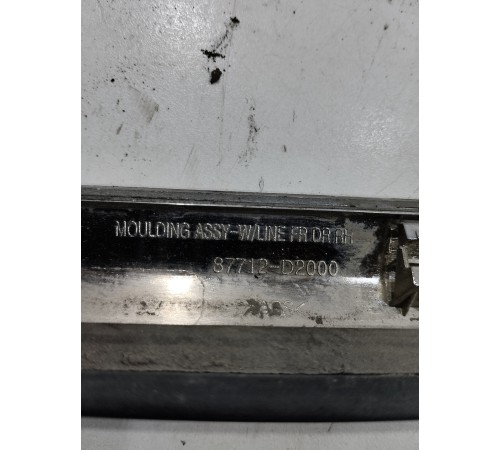 MOULDING ASSY-W/LINE FR DR RH
87712-D2000